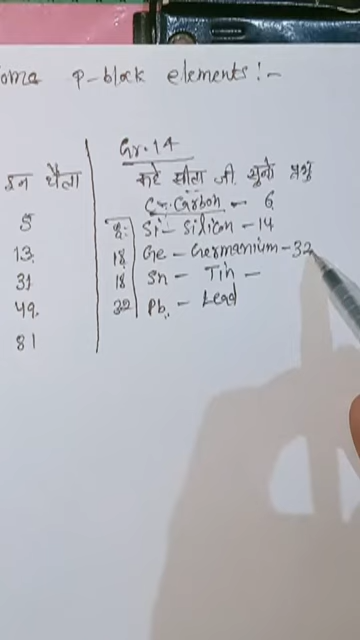 p-block elements:-
Gr. 14
थैला
कहे सीता जी सुनो प्रभु
C - Carbon - 6
5
8
Si - Silicon - 14
13
18
Ge - Germanium - 32
31
18
Sn - Tin -
49
32
Pb - Lead
81